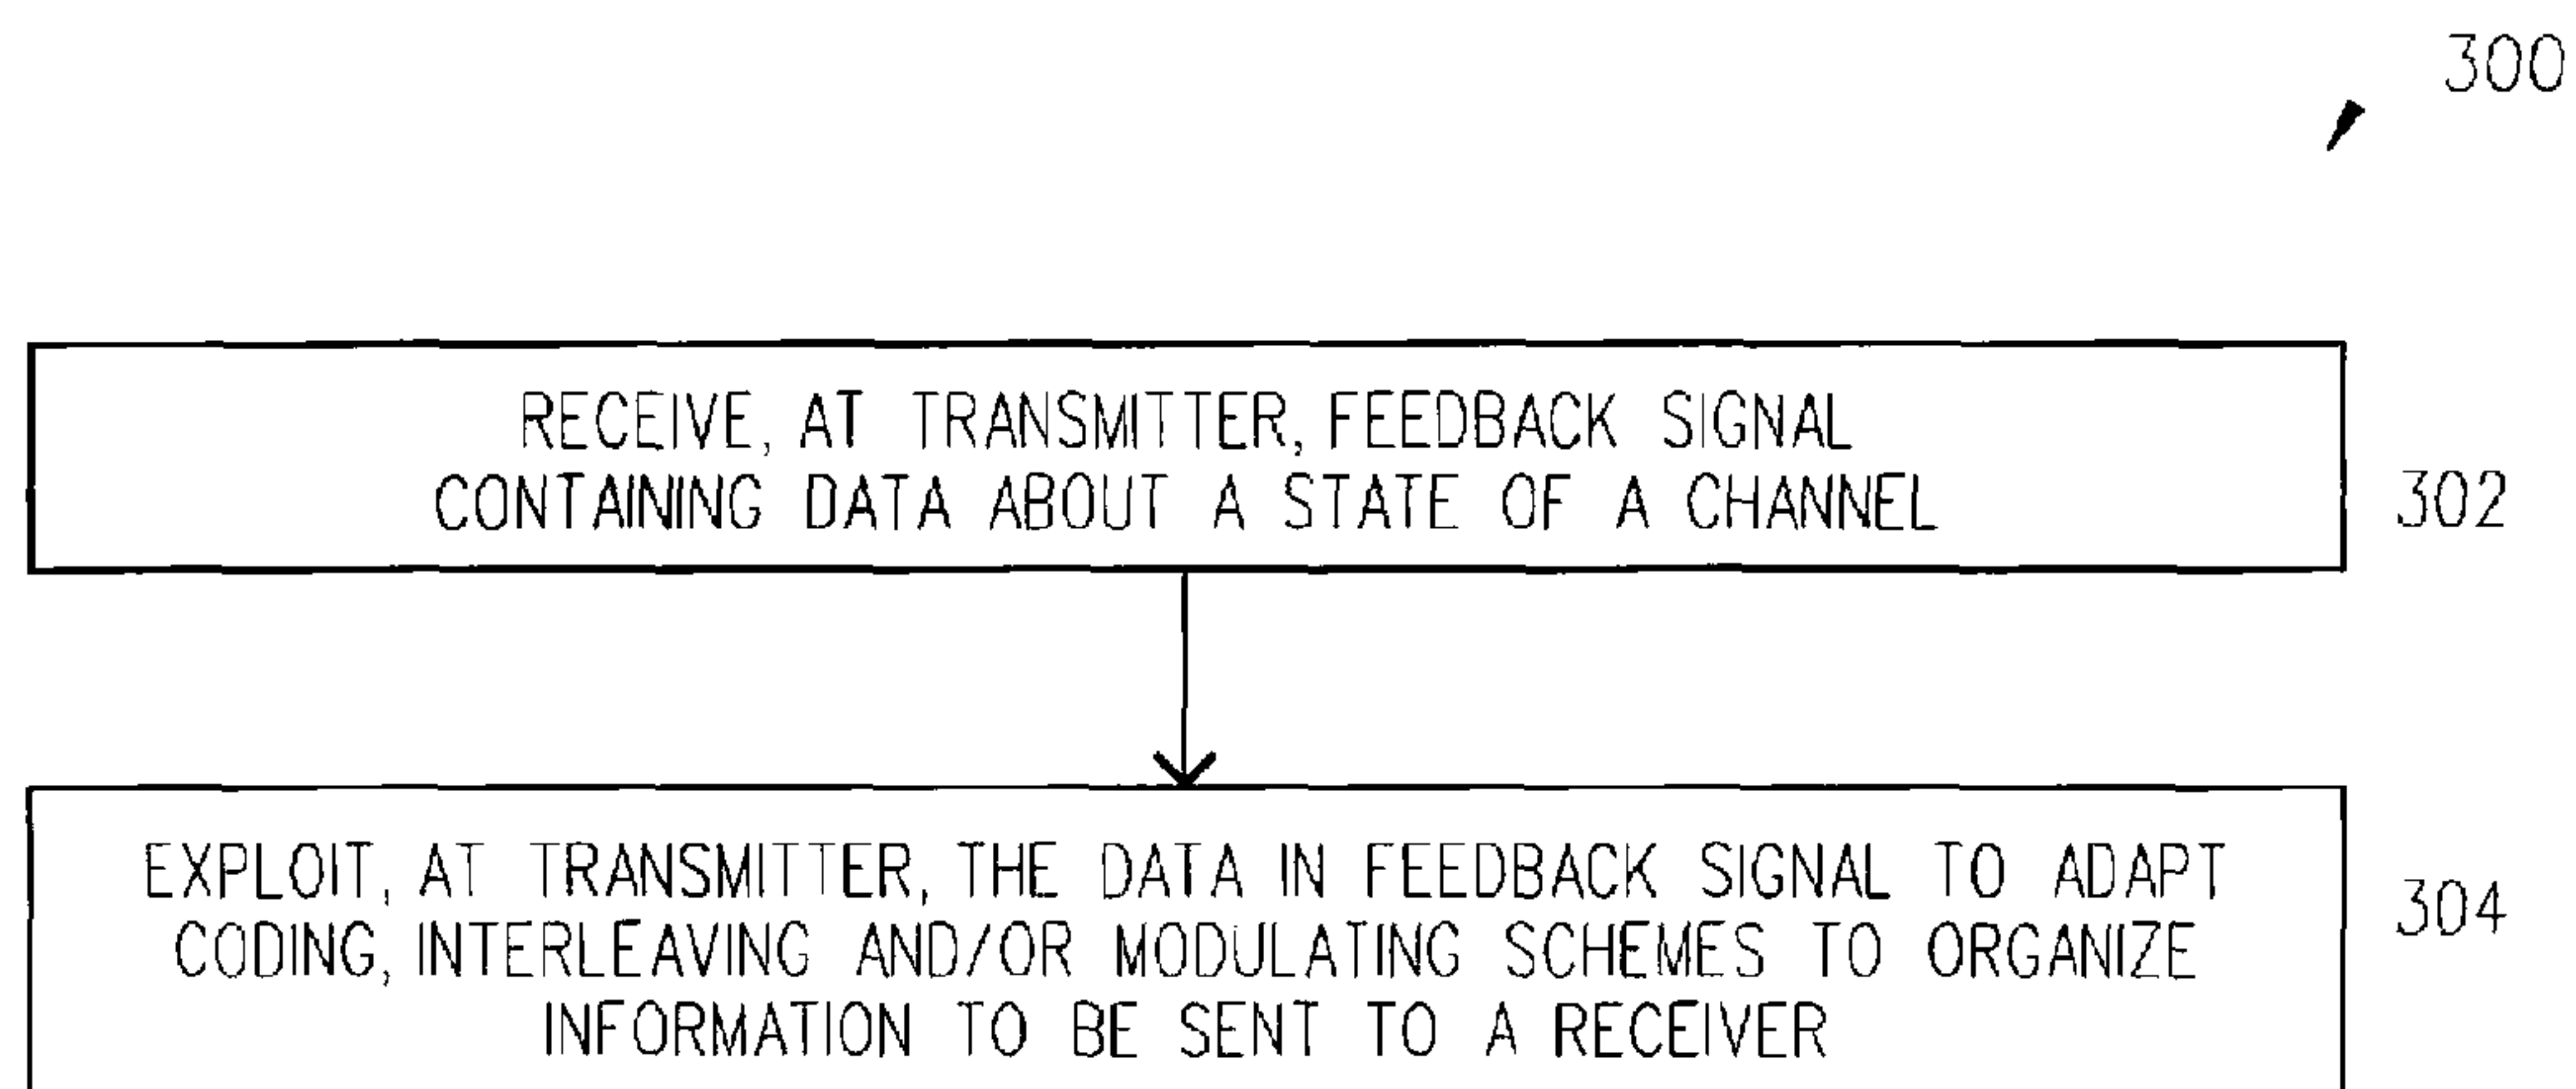 300
RECEIVE, AT TRANSMITTER, FEEDBACK SIGNAL
CONTAINING DATA ABOUT A STATE OF A CHANNEL
302
EXPLOIT, AT TRANSMITTER, THE DATA IN FEEDBACK SIGNAL TO ADAPT
CODING, INTERLEAVING AND/OR MODULATING SCHEMES TO ORGANIZE
INFORMATION TO BE SENT TO A RECEIVER
304